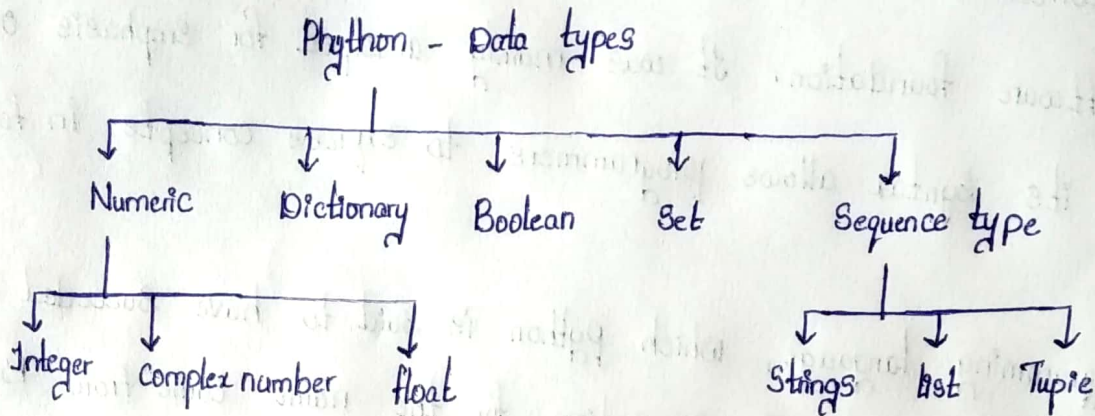 Phython - Data types
Numeric Dictionary Boolean Set Sequence type
Integer Complex number float Strings list Tupie